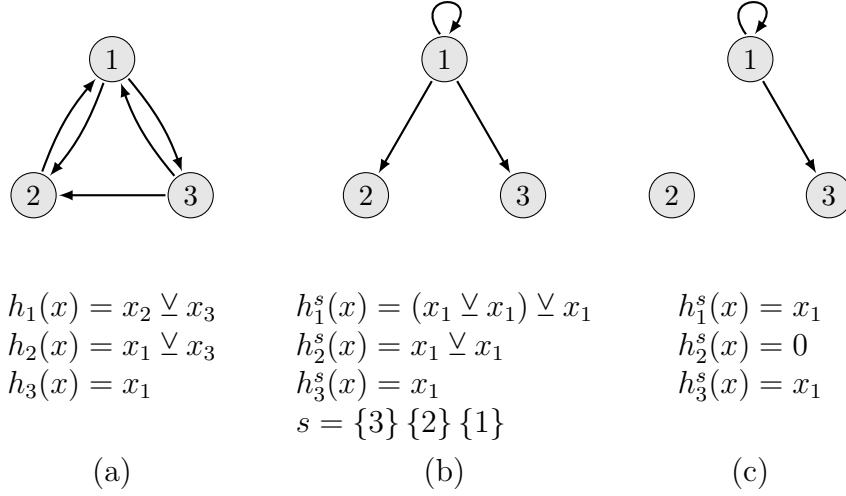 1
1
1
2
3
2
3
2
3
h₁(x) = x₂ ⊻ x₃
h₂(x) = x₁ ⊻ x₃
h₃(x) = x₁
(a)
h₁ˢ(x) = (x₁ ⊻ x₁) ⊻ x₁
h₂ˢ(x) = x₁ ⊻ x₁
h₃ˢ(x) = x₁
s = {3} {2} {1}
(b)
h₁ˢ(x) = x₁
h₂ˢ(x) = 0
h₃ˢ(x) = x₁
(c)